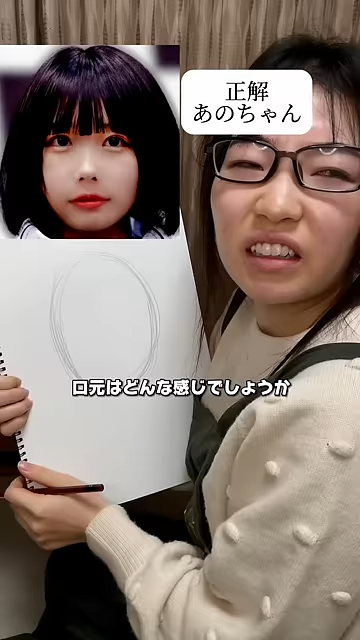 正解
あのちゃん
口元はどんな感じでしょうか